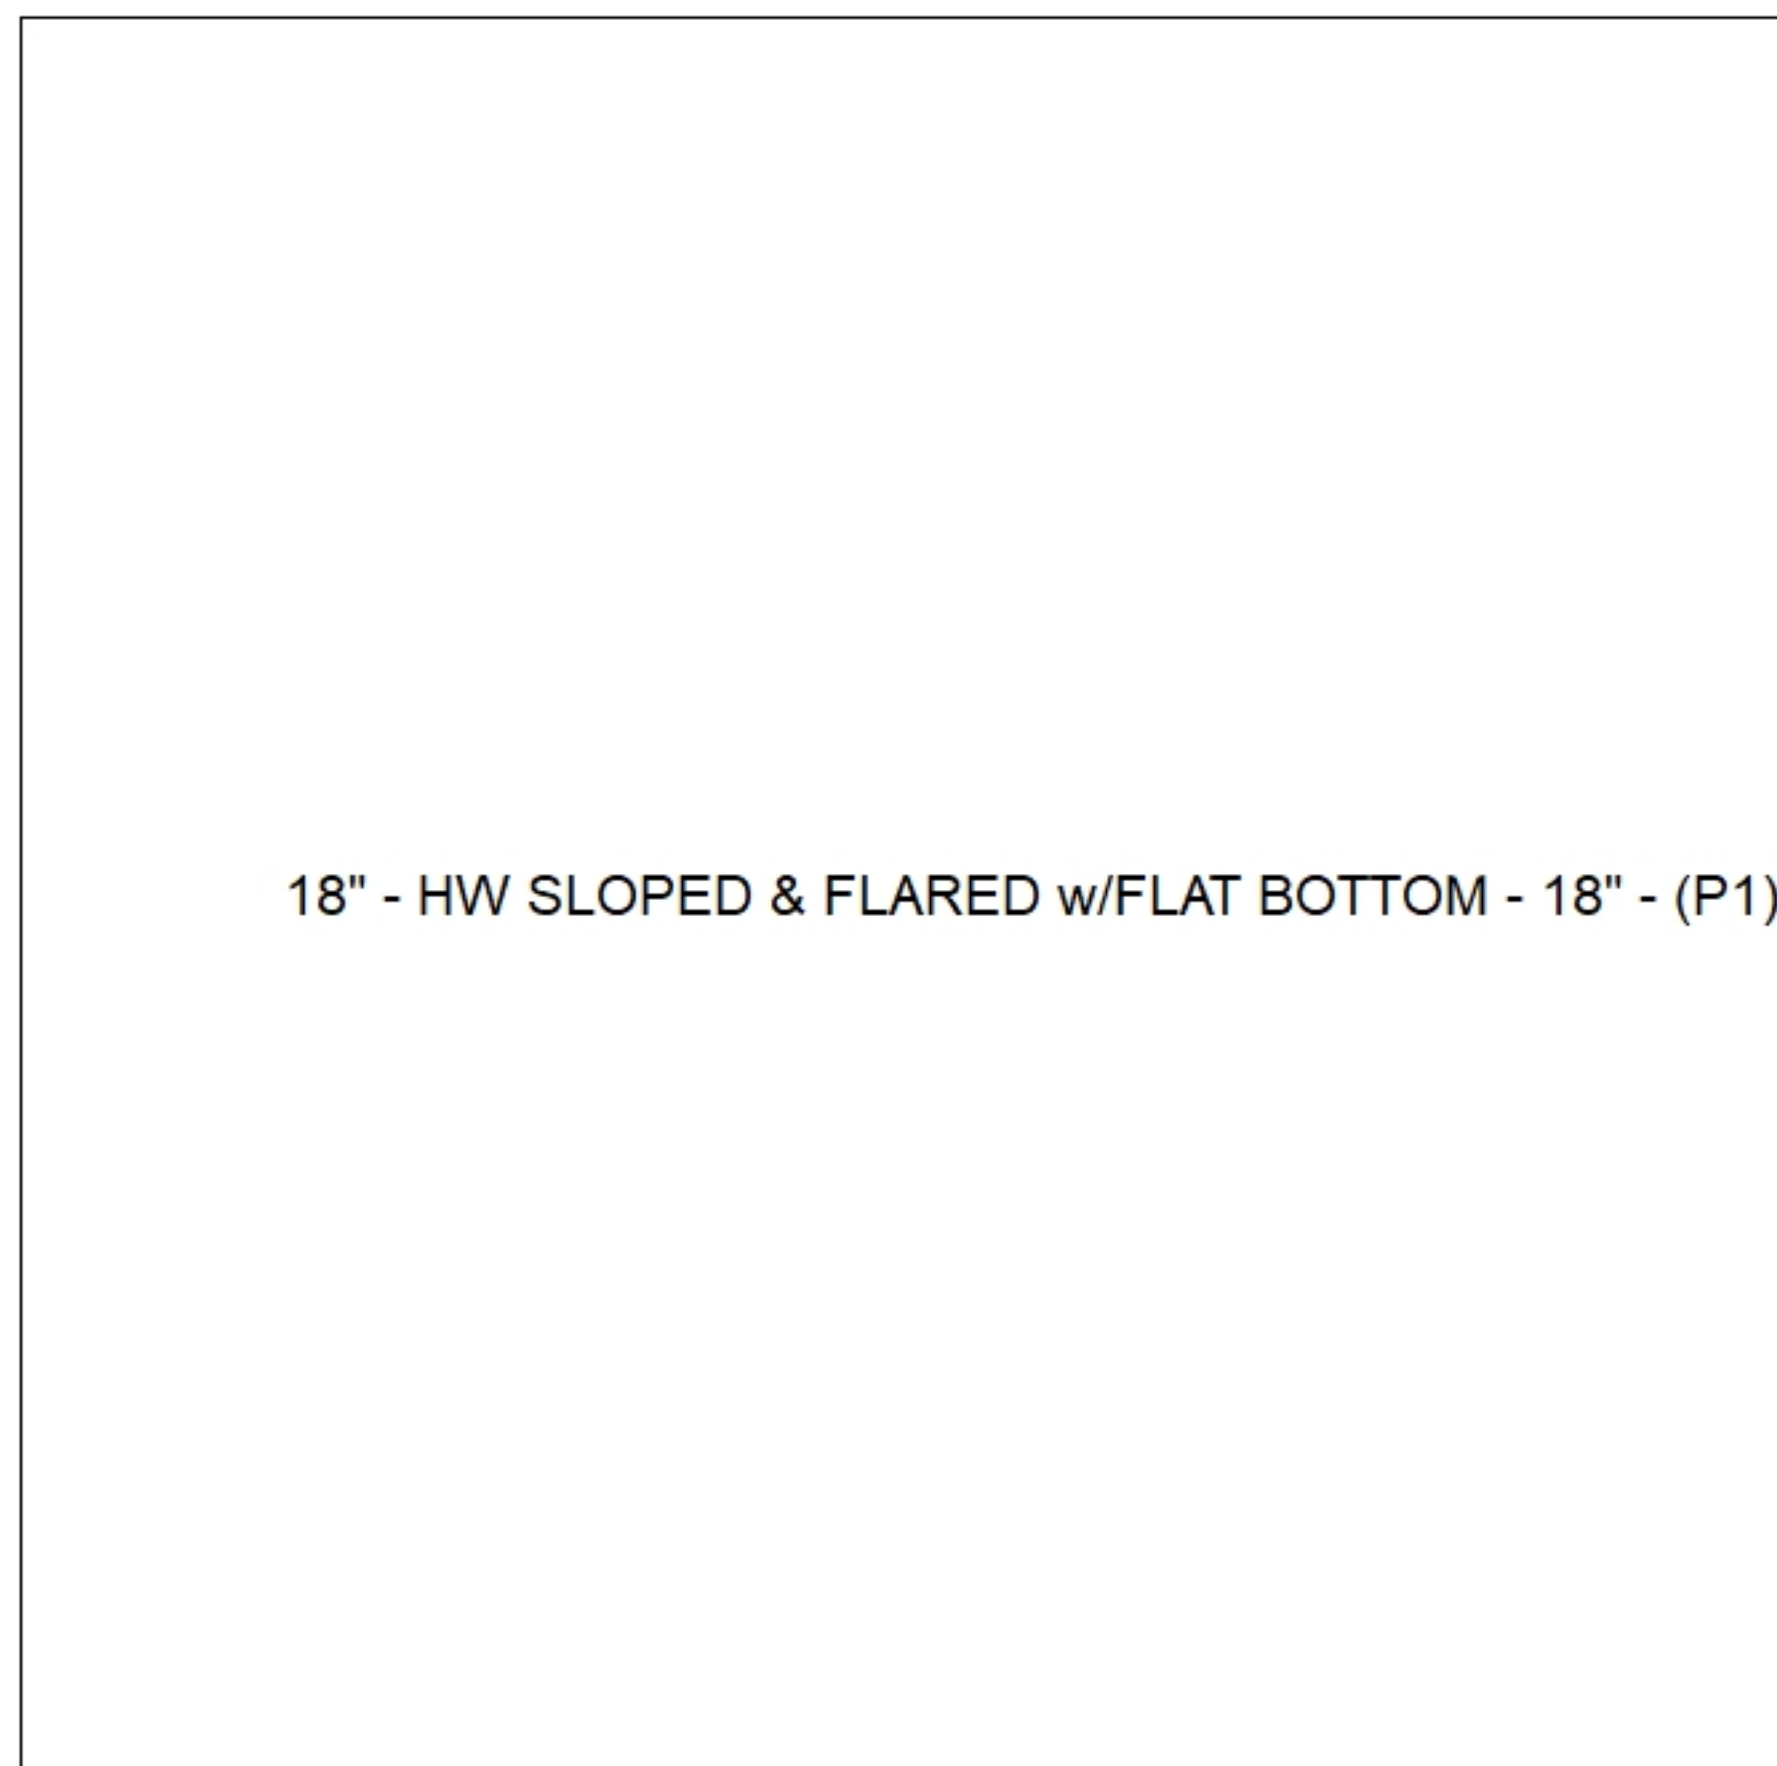 18" - HW SLOPED & FLARED w/FLAT BOTTOM - 18" - (P1)